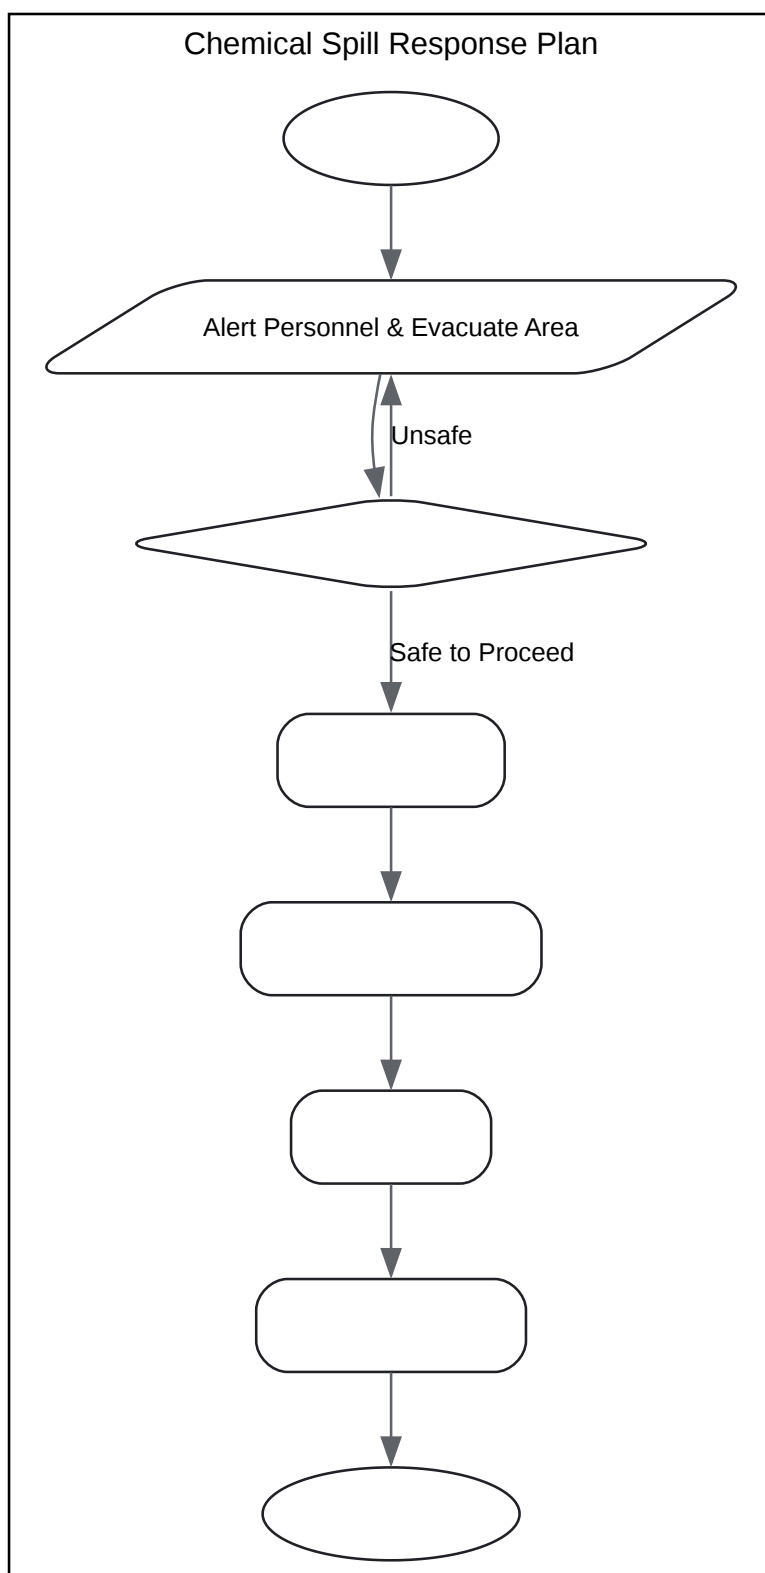 Chemical Spill Response Plan
Alert Personnel & Evacuate Area
Unsafe
Safe to Proceed